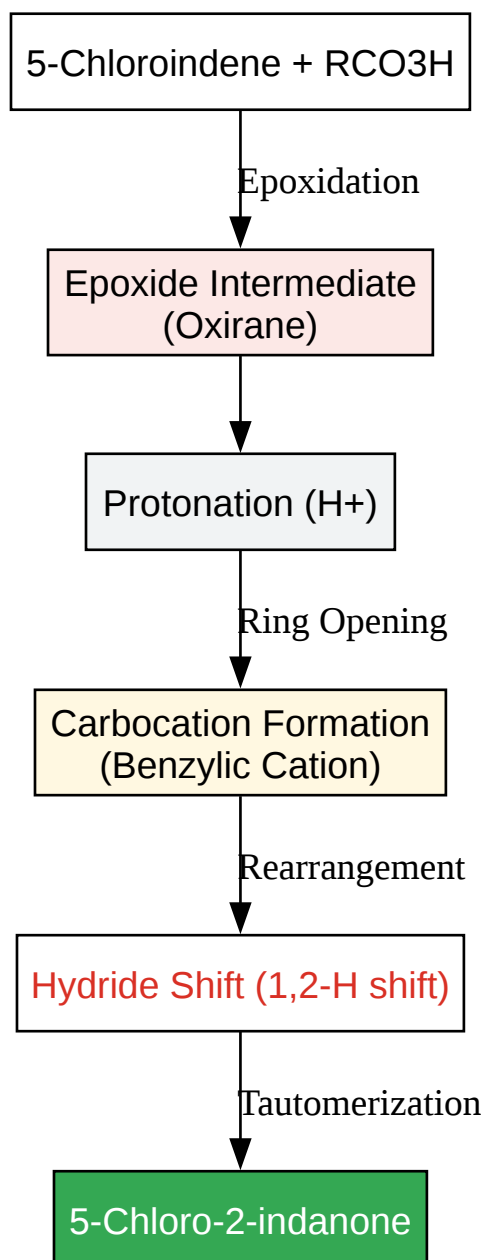 5-Chloroindene + RCO3H
Epoxidation
Epoxide Intermediate
(Oxirane)
Protonation (H+)
Ring Opening
Carbocation Formation
(Benzylic Cation)
Rearrangement
Hydride Shift (1,2-H shift)
Tautomerization
5-Chloro-2-indanone